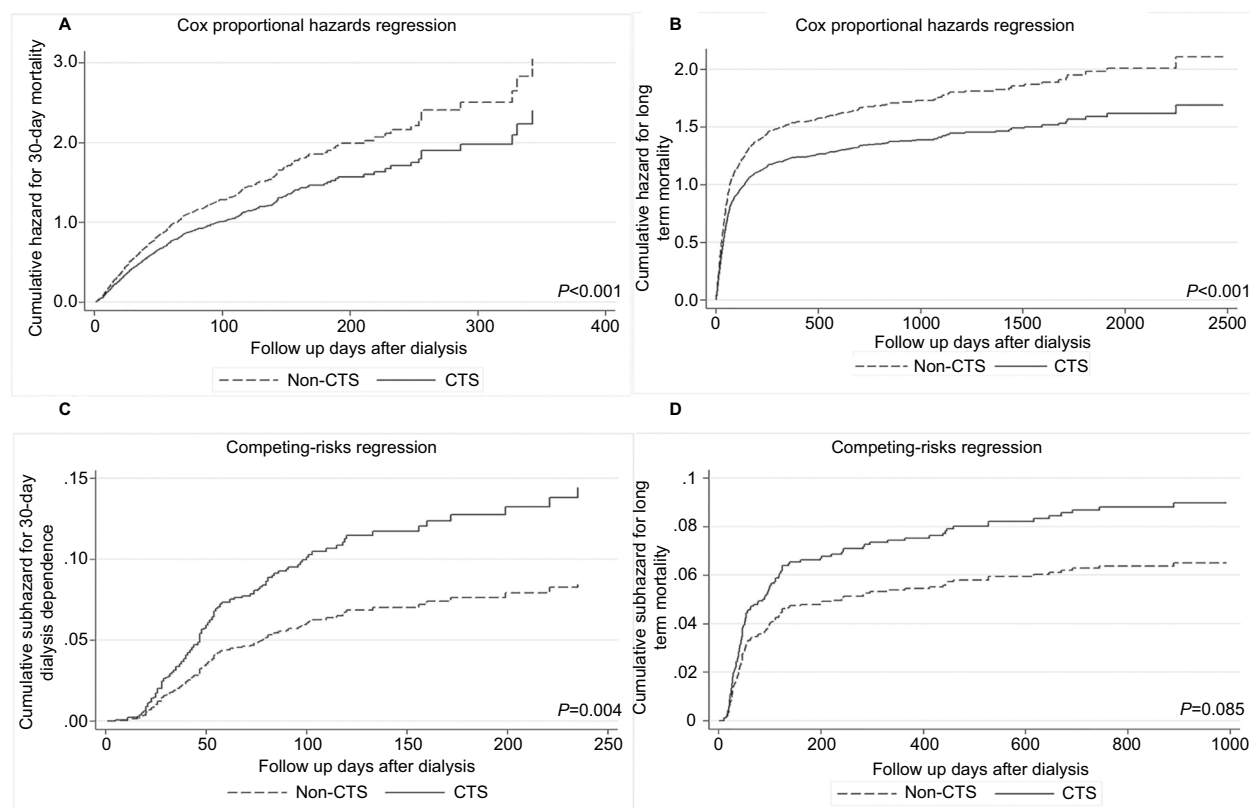 A
Cox proportional hazards regression
Cumulative hazard for 30-day mortality
3.0
2.0
1.0
0.0
P<0.001
0 100 200 300 400
Follow up days after dialysis
Non-CTS CTS
B
Cox proportional hazards regression
Cumulative hazard for long
term mortality
2.0
1.5
1.0
0.5
0.0
P<0.001
0 500 1000 1500 2000 2500
Follow up days after dialysis
Non-CTS CTS
C
Competing-risks regression
Cumulative subhazard for 30-day
dialysis dependence
.15
.10
.05
.00
P=0.004
0 50 100 150 200 250
Follow up days after dialysis
Non-CTS CTS
D
Competing-risks regression
Cumulative subhazard for long
term mortality
.1
.08
.06
.04
.02
0
P=0.085
0 200 400 600 800 1000
Follow up days after dialysis
Non-CTS CTS